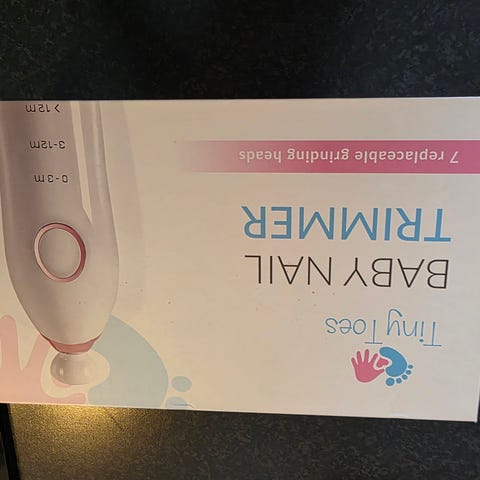 Tiny Toes
BABY NAIL
TRIMMER
7 replaceable grinding heads
0-3m
3-12m
>12m